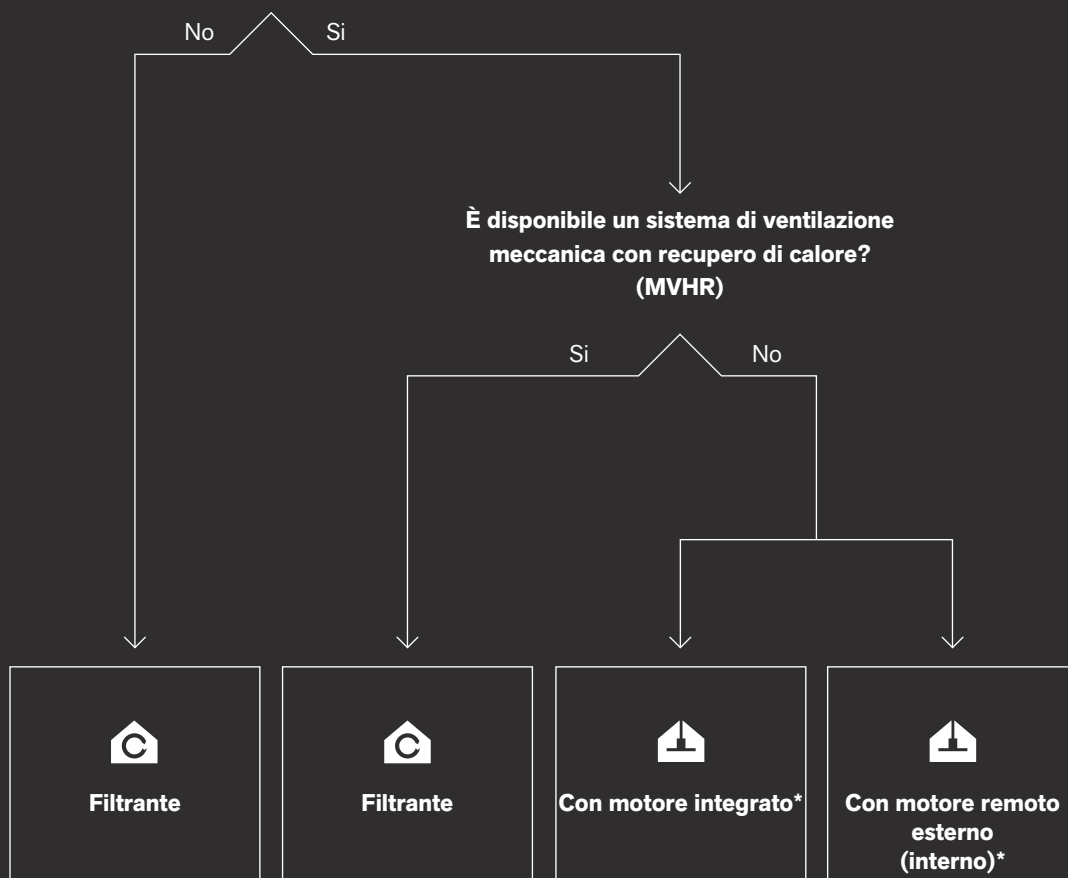 No
Si
È disponibile un sistema di ventilazione
meccanica con recupero di calore?
(MVHR)
Si
No
Filtrante
Filtrante
Con motore integrato*
Con motore remoto
esterno
(interno)*